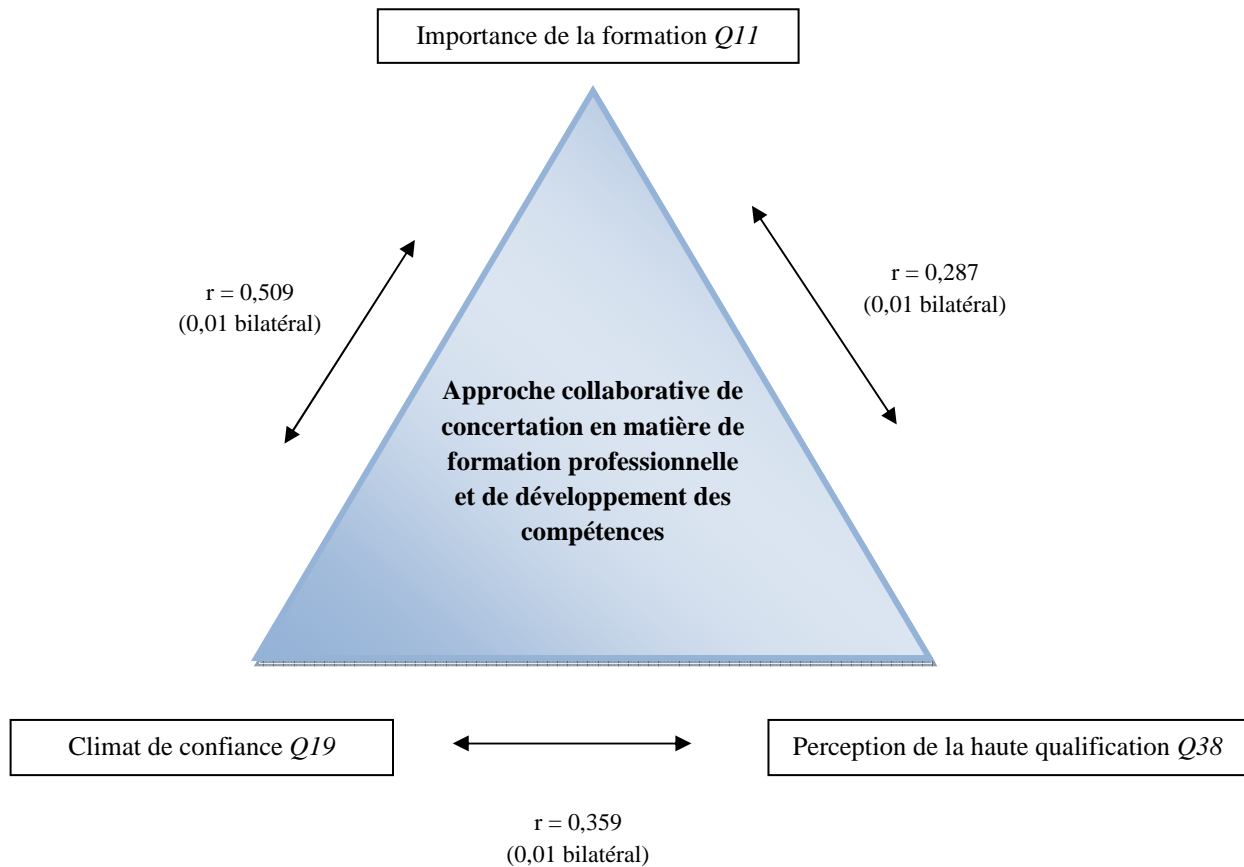 Importance de la formation Q11
r = 0,509
(0,01 bilatéral)
r = 0,287
(0,01 bilatéral)
Approche collaborative de
concertation en matière de
formation professionnelle
et de développement des
compétences
Climat de confiance Q19
Perception de la haute qualification Q38
r = 0,359
(0,01 bilatéral)